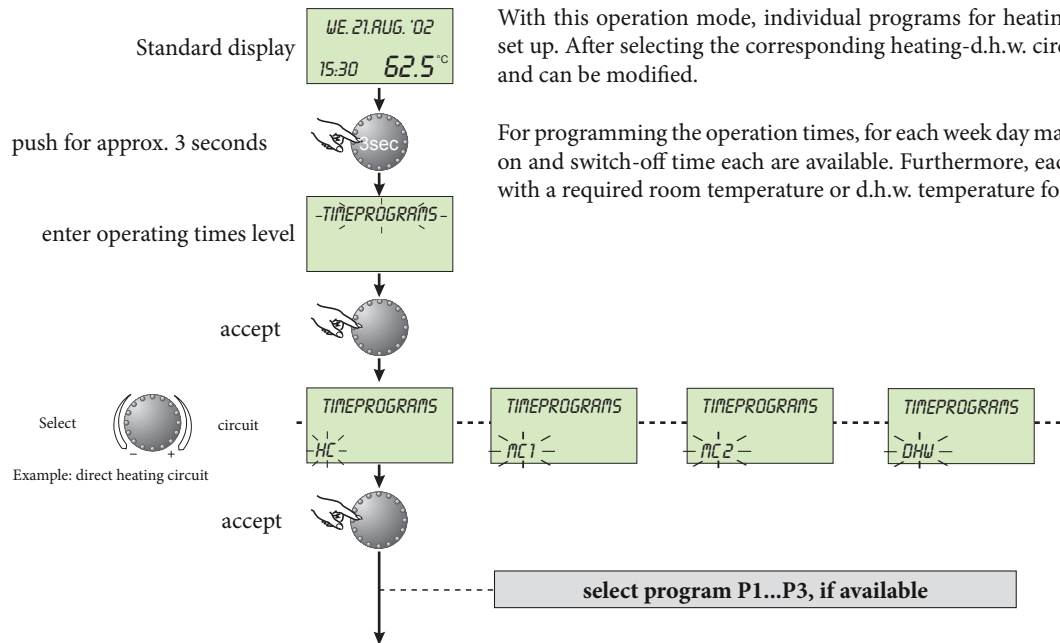 Standard display
WE. 21.AUG. '02
15:30 62.5 °C
With this operation mode, individual programs for heatin
set up. After selecting the corresponding heating-d.h.w. circ
and can be modified.
push for approx. 3 seconds
3sec
For programming the operation times, for each week day ma
on and switch-off time each are available. Furthermore, eac
with a required room temperature or d.h.w. temperature fo
enter operating times level
-TIMEPROGRAMS-
accept
Select
- +
circuit
Example: direct heating circuit
TIMEPROGRAMS
HC
TIMEPROGRAMS
MC1
TIMEPROGRAMS
MC2
TIMEPROGRAMS
DHW
accept
select program P1...P3, if available